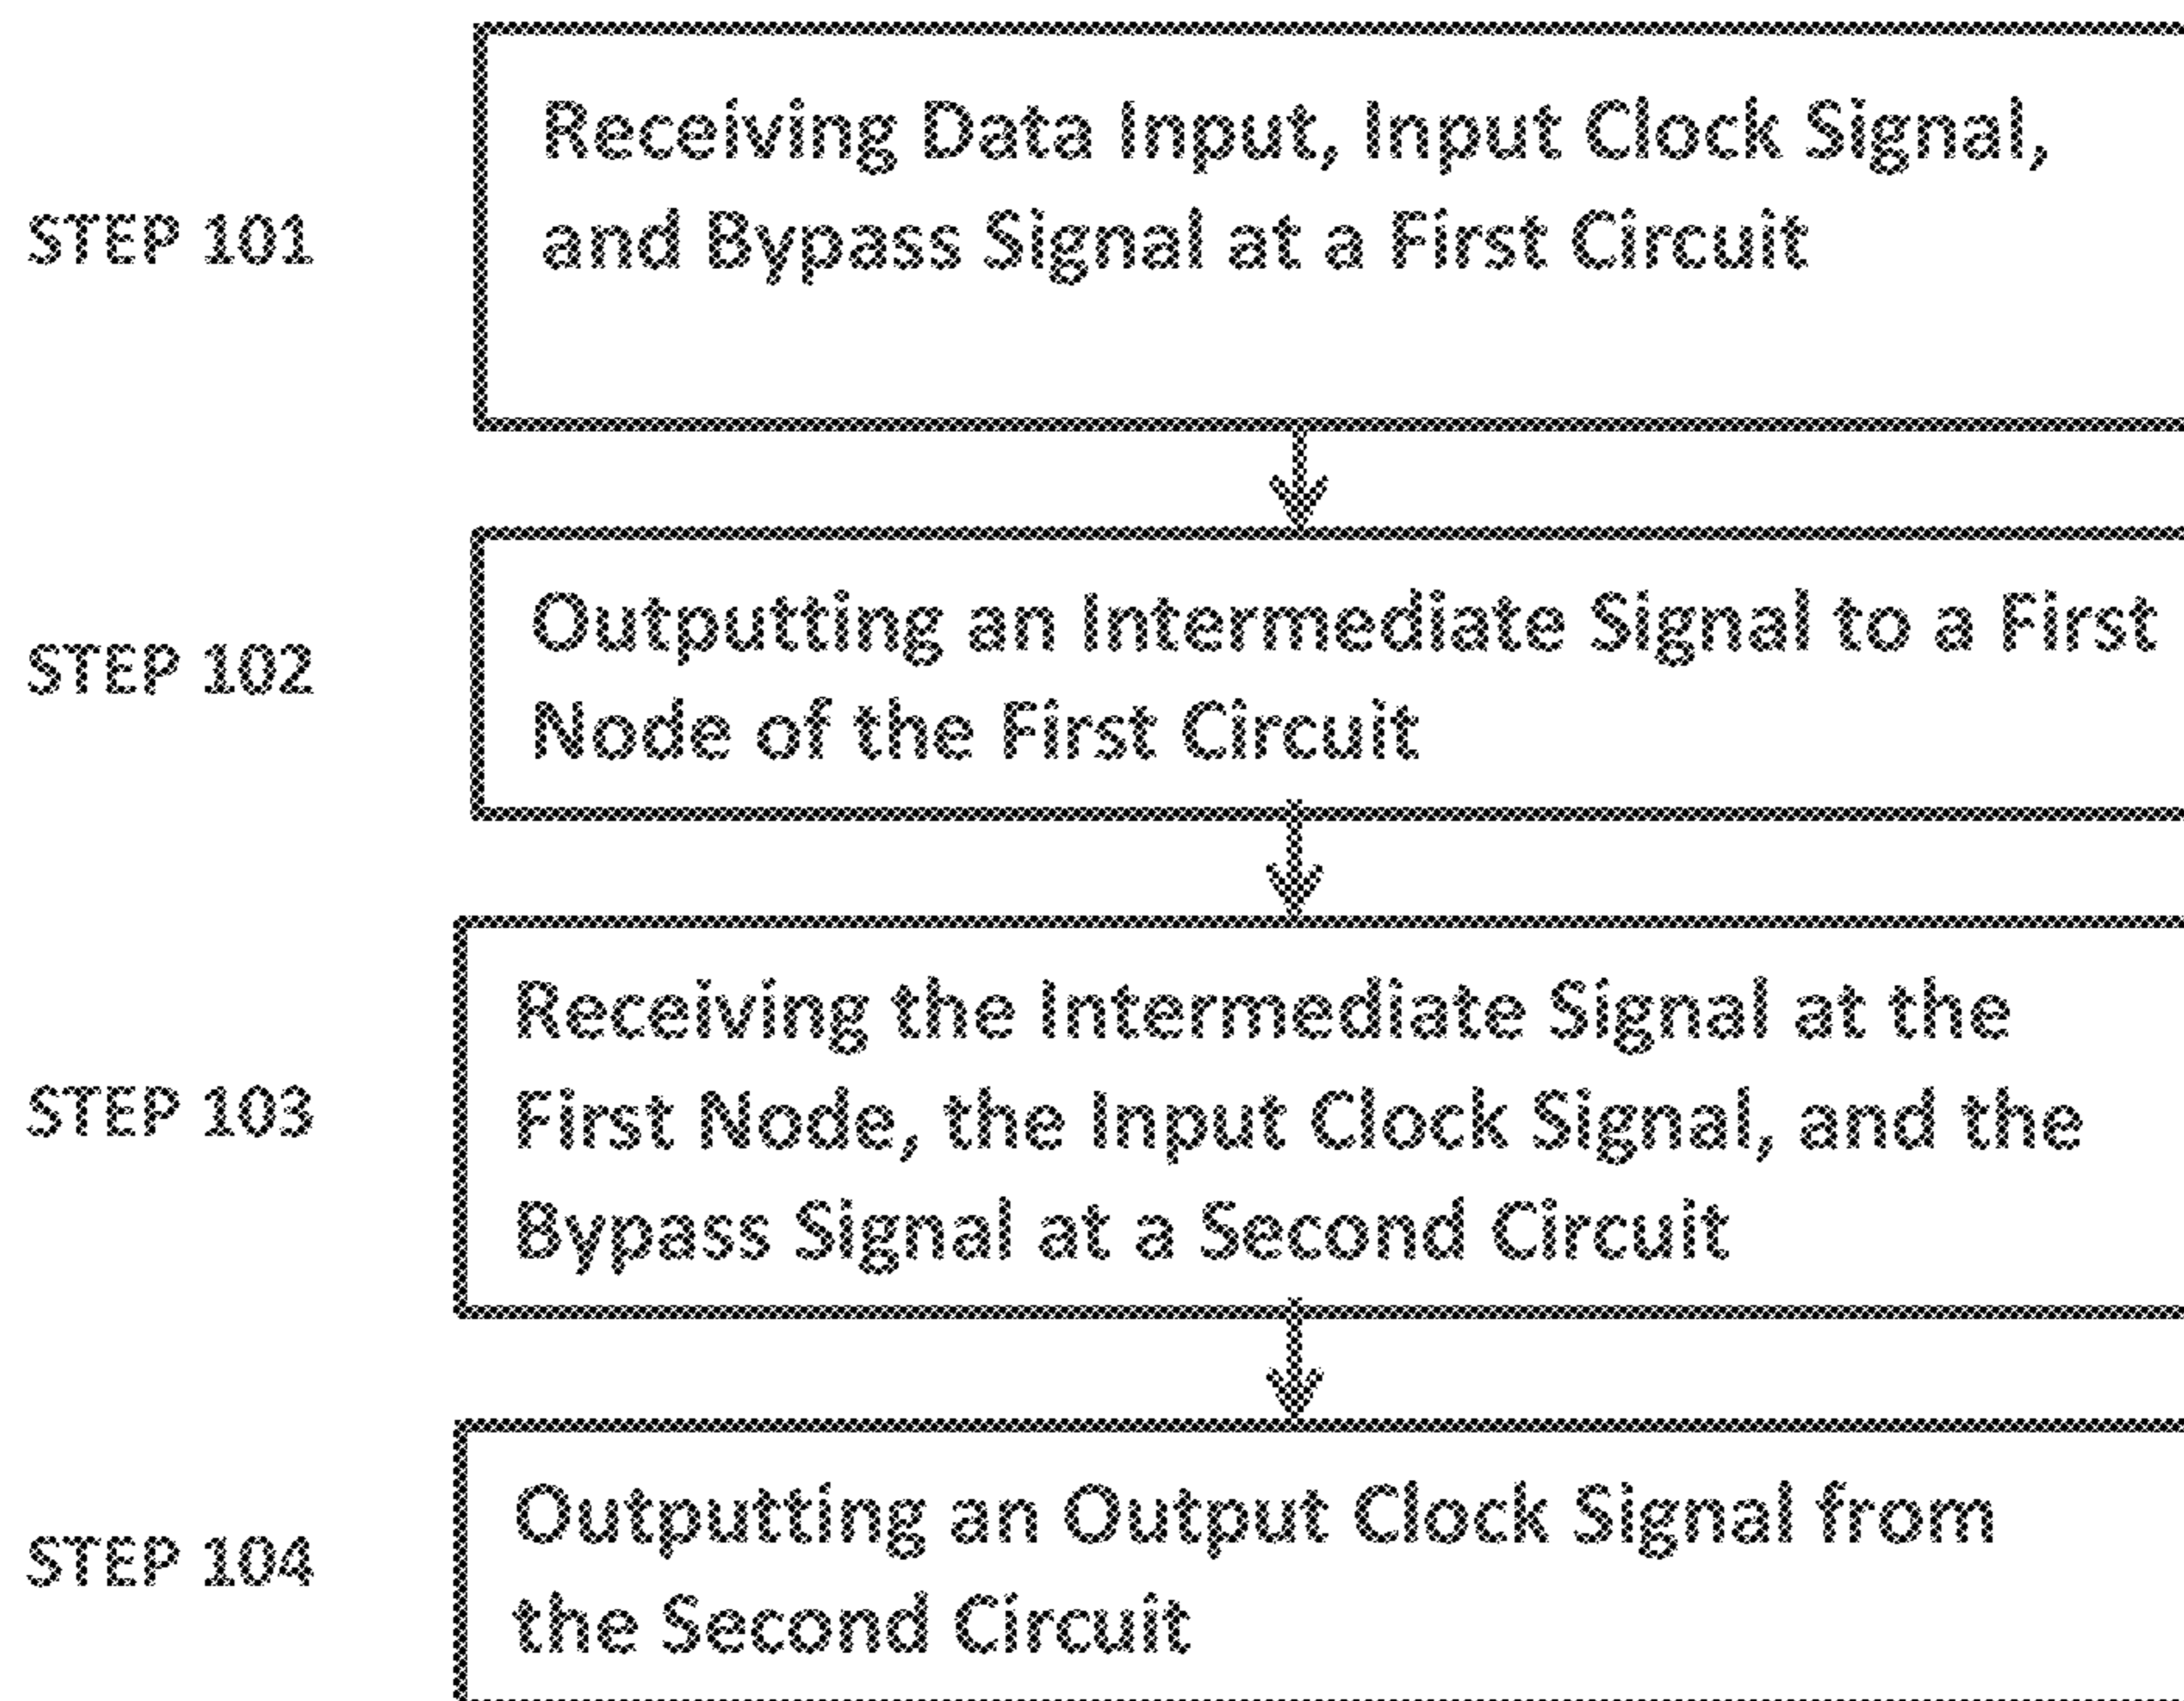 STEP 101
Receiving Data Input, Input Clock Signal,
and Bypass Signal at a First Circuit
STEP 102
Outputting an Intermediate Signal to a First
Node of the First Circuit
STEP 103
Receiving the Intermediate Signal at the
First Node, the Input Clock Signal, and the
Bypass Signal at a Second Circuit
STEP 104
Outputting an Output Clock Signal from
the Second Circuit